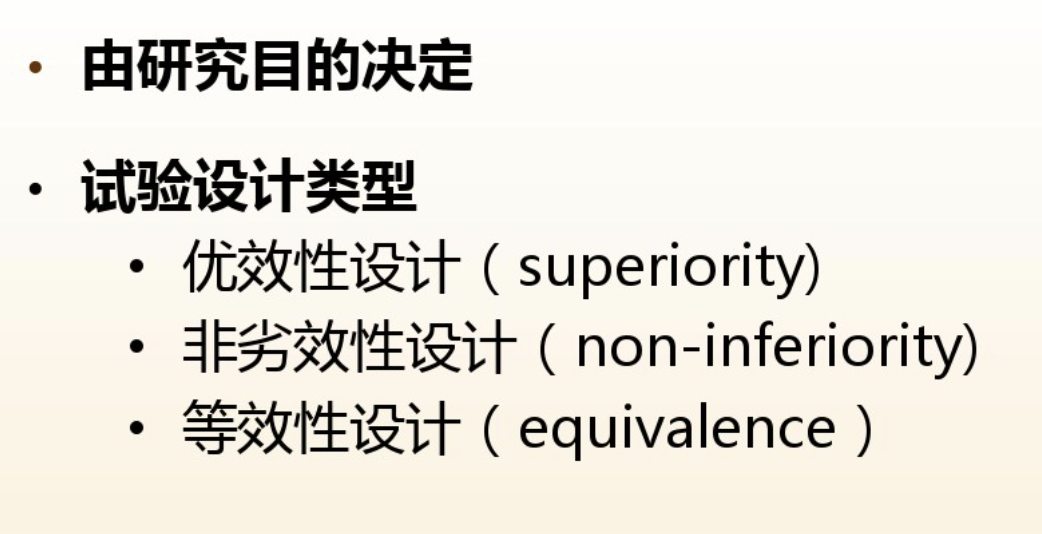 • 由研究目的决定
• 试验设计类型
• 优效性设计（superiority)
• 非劣效性设计（non-inferiority)
• 等效性设计（equivalence）